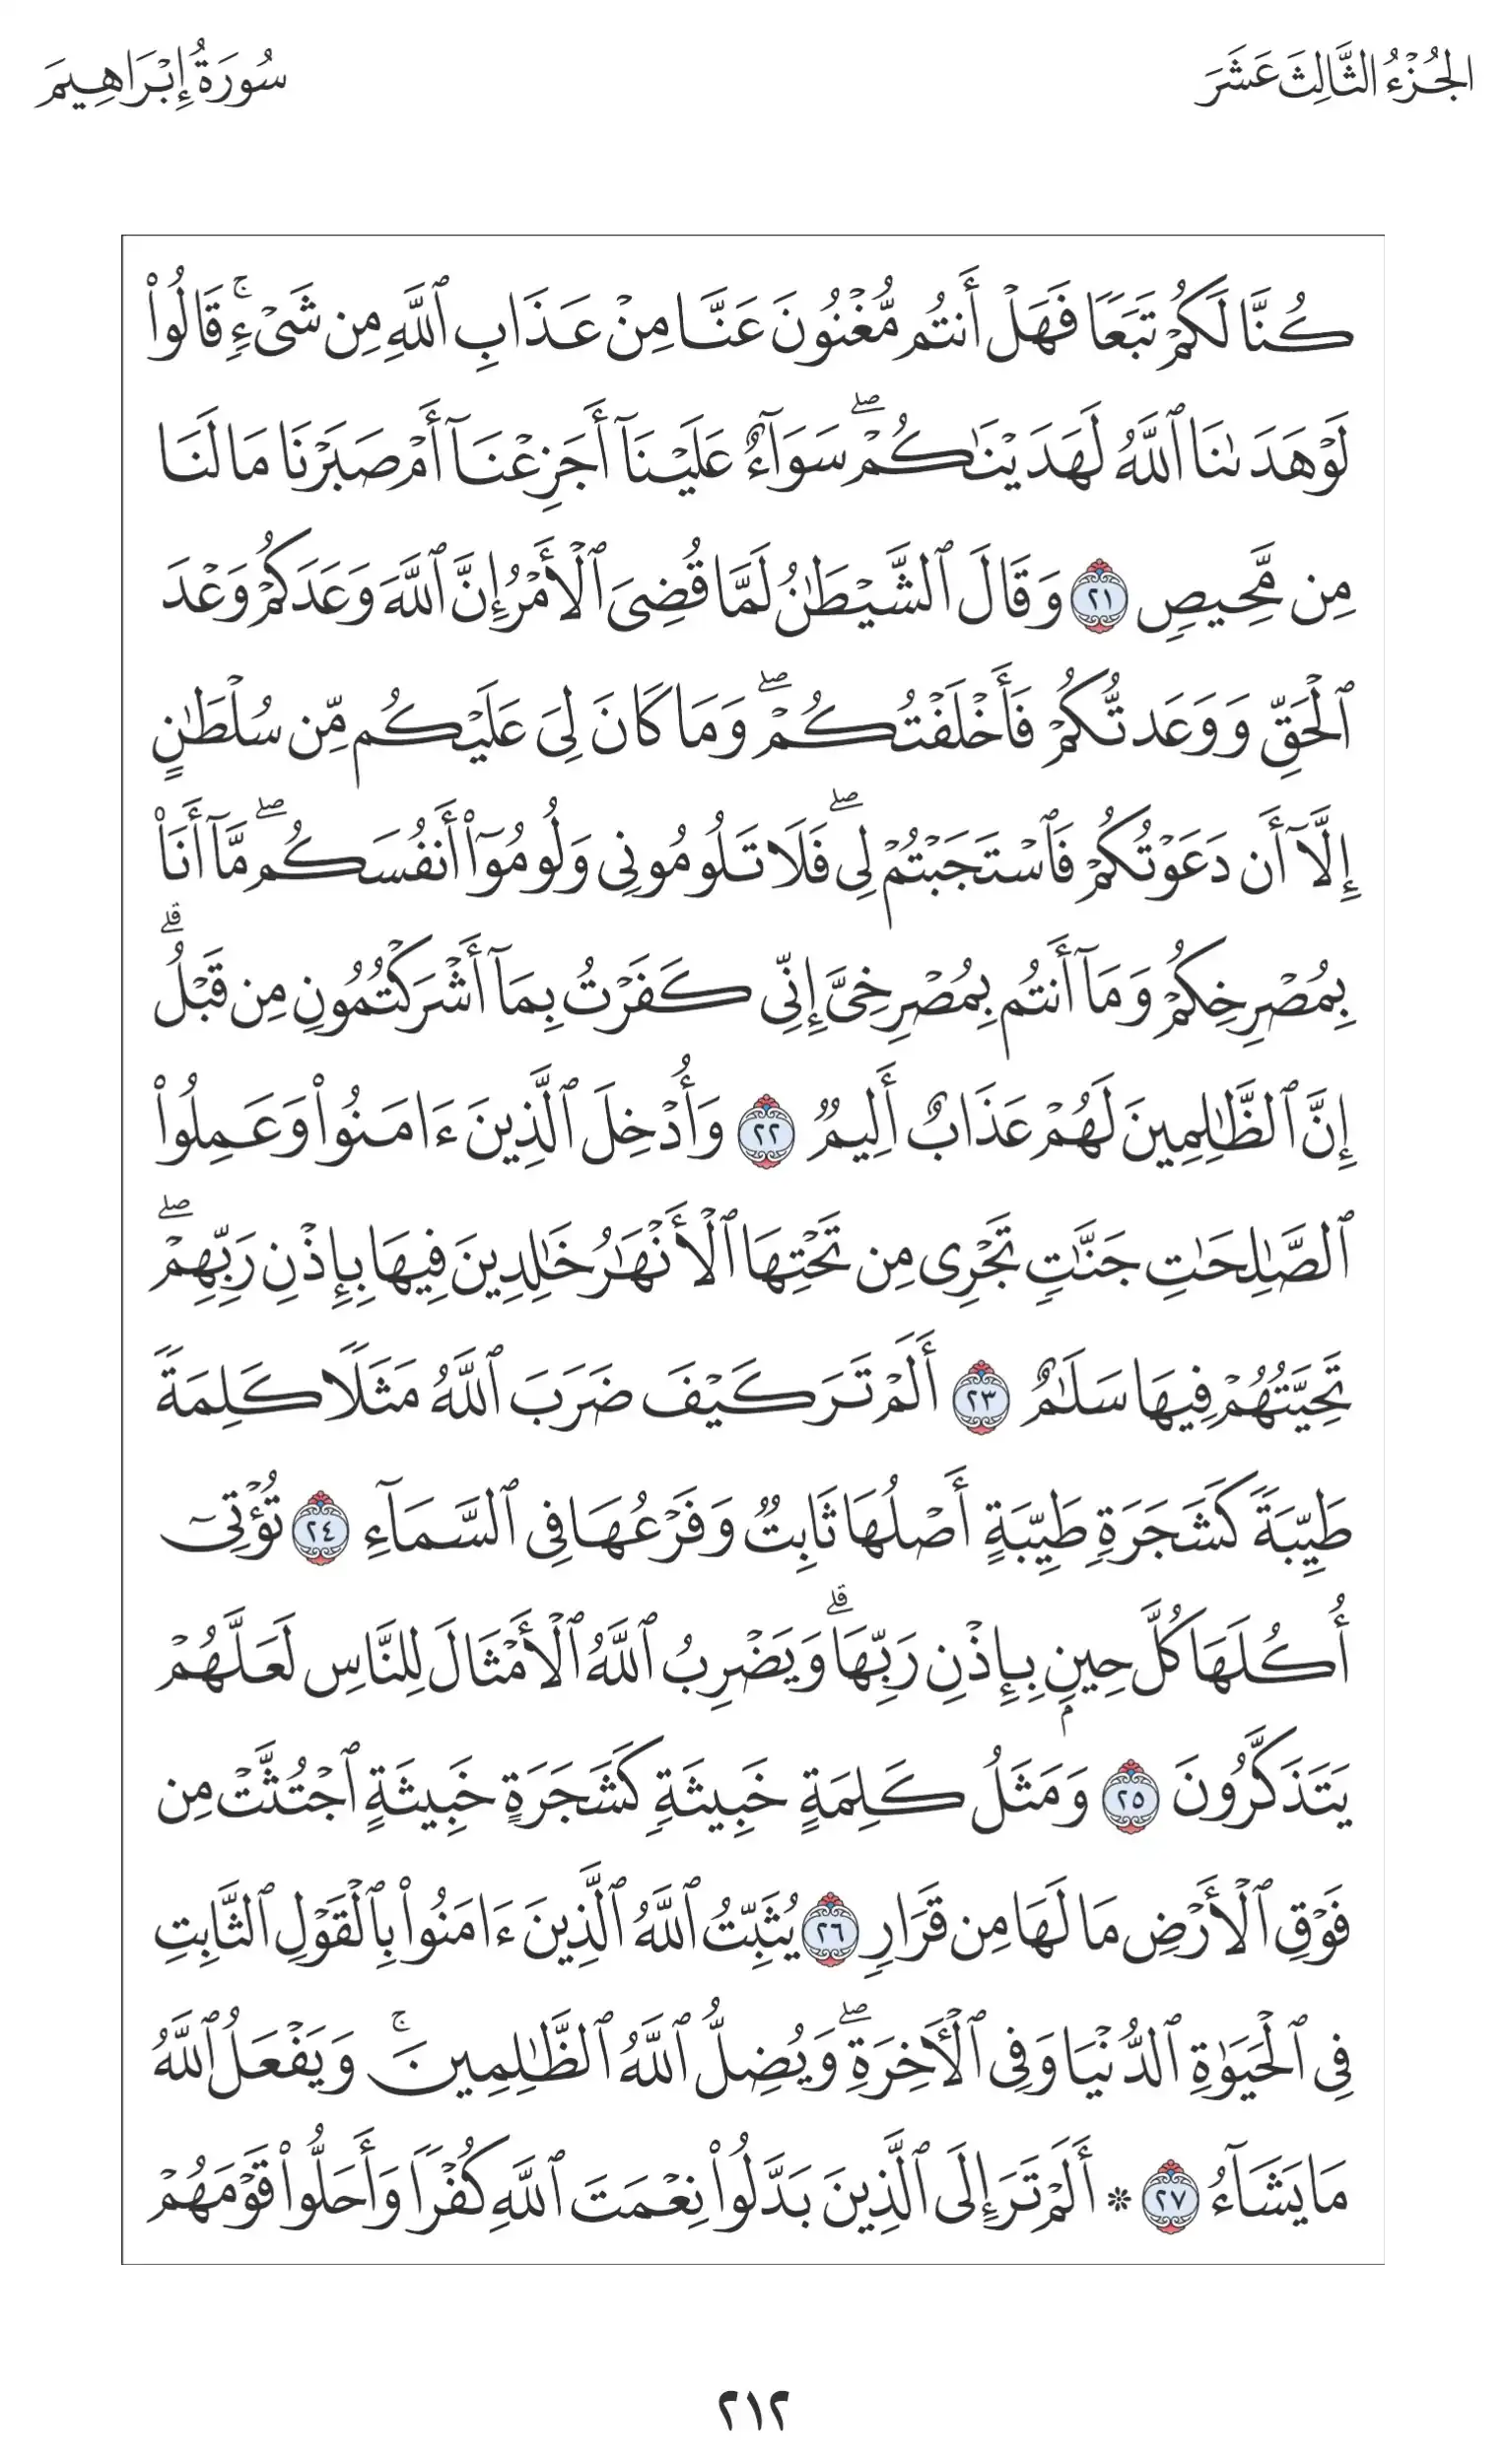 الجُزْءُ الثَّالِثَ عَشَرَ
سُورَةُ إِبْرَاهِيمَ
كُنَّا لَكُمْ تَبَعًا فَهَلْ أَنتُم مُّغْنُونَ عَنَّا مِنْ عَذَابِ ٱللَّهِ مِن شَىْءٍۚ قَالُوا۟
لَوْ هَدَىٰنَا ٱللَّهُ لَهَدَيْنَـٰكُمْۖ سَوَآءٌ عَلَيْنَآ أَجَزِعْنَآ أَمْ صَبَرْنَا مَا لَنَا
مِن مَّحِيصٍ ٢١ وَقَالَ ٱلشَّيْطَـٰنُ لَمَّا قُضِىَ ٱلْأَمْرُ إِنَّ ٱللَّهَ وَعَدَكُمْ وَعْدَ
ٱلْحَقِّ وَوَعَدتُّكُمْ فَأَخْلَفْتُكُمْۖ وَمَا كَانَ لِىَ عَلَيْكُم مِّن سُلْطَـٰنٍ
إِلَّآ أَن دَعَوْتُكُمْ فَٱسْتَجَبْتُمْ لِىۖ فَلَا تَلُومُونِى وَلُومُوٓا۟ أَنفُسَكُمۖ مَّآ أَنَا۠
بِمُصْرِخِكُمْ وَمَآ أَنتُم بِمُصْرِخِىَّ إِنِّى كَفَرْتُ بِمَآ أَشْرَكْتُمُونِ مِن قَبْلُۗ
إِنَّ ٱلظَّـٰلِمِينَ لَهُمْ عَذَابٌ أَلِيمٌ ٢٢ وَأُدْخِلَ ٱلَّذِينَ ءَامَنُوا۟ وَعَمِلُوا۟
ٱلصَّـٰلِحَـٰتِ جَنَّـٰتٍ تَجْرِى مِن تَحْتِهَا ٱلْأَنْهَـٰرُ خَـٰلِدِينَ فِيهَا بِإِذْنِ رَبِّهِمْۖ
تَحِيَّتُهُمْ فِيهَا سَلَـٰمٌ ٢٣ أَلَمْ تَرَ كَيْفَ ضَرَبَ ٱللَّهُ مَثَلًا كَلِمَةً
طَيِّبَةً كَشَجَرَةٍ طَيِّبَةٍ أَصْلُهَا ثَابِتٌ وَفَرْعُهَا فِى ٱلسَّمَآءِ ٢٤ تُؤْتِىٓ
أُكُلَهَا كُلَّ حِينٍۭ بِإِذْنِ رَبِّهَاۗ وَيَضْرِبُ ٱللَّهُ ٱلْأَمْثَالَ لِلنَّاسِ لَعَلَّهُمْ
يَتَذَكَّرُونَ ٢٥ وَمَثَلُ كَلِمَةٍ خَبِيثَةٍ كَشَجَرَةٍ خَبِيثَةٍ ٱجْتُثَّتْ مِن
فَوْقِ ٱلْأَرْضِ مَا لَهَا مِن قَرَارٍ ٢٦ يُثَبِّتُ ٱللَّهُ ٱلَّذِينَ ءَامَنُوا۟ بِٱلْقَوْلِ ٱلثَّابِتِ
فِى ٱلْحَيَوٰةِ ٱلدُّنْيَا وَفِى ٱلْـَٔاخِرَةِۖ وَيُضِلُّ ٱللَّهُ ٱلظَّـٰلِمِينَۚ وَيَفْعَلُ ٱللَّهُ
مَا يَشَآءُ ٢٧ ۞ أَلَمْ تَرَ إِلَى ٱلَّذِينَ بَدَّلُوا۟ نِعْمَتَ ٱللَّهِ كُفْرًا وَأَحَلُّوا۟ قَوْمَهُمْ
٢١٢